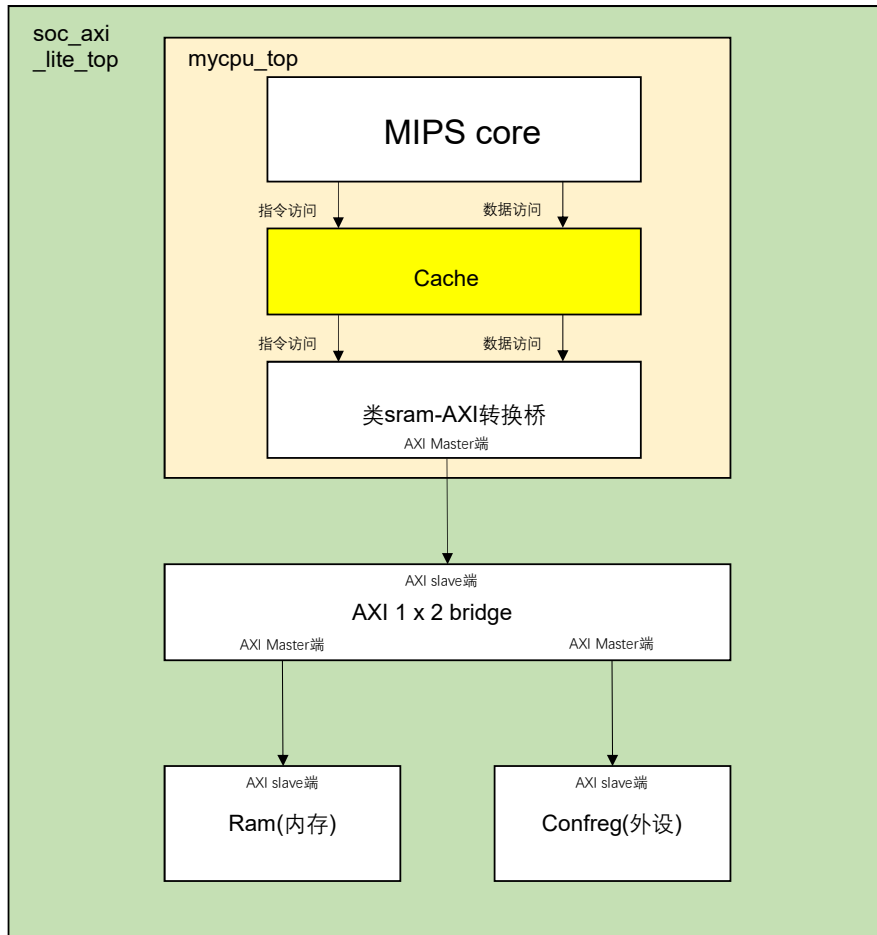 soc_axi
_lite_top
mycpu_top
MIPS core
指令访问
数据访问
Cache
指令访问
数据访问
类sram-AXI转换桥
AXI Master端
AXI slave端
AXI 1 x 2 bridge
AXI Master端
AXI Master端
AXI slave端
Ram(内存)
AXI slave端
Confreg(外设)